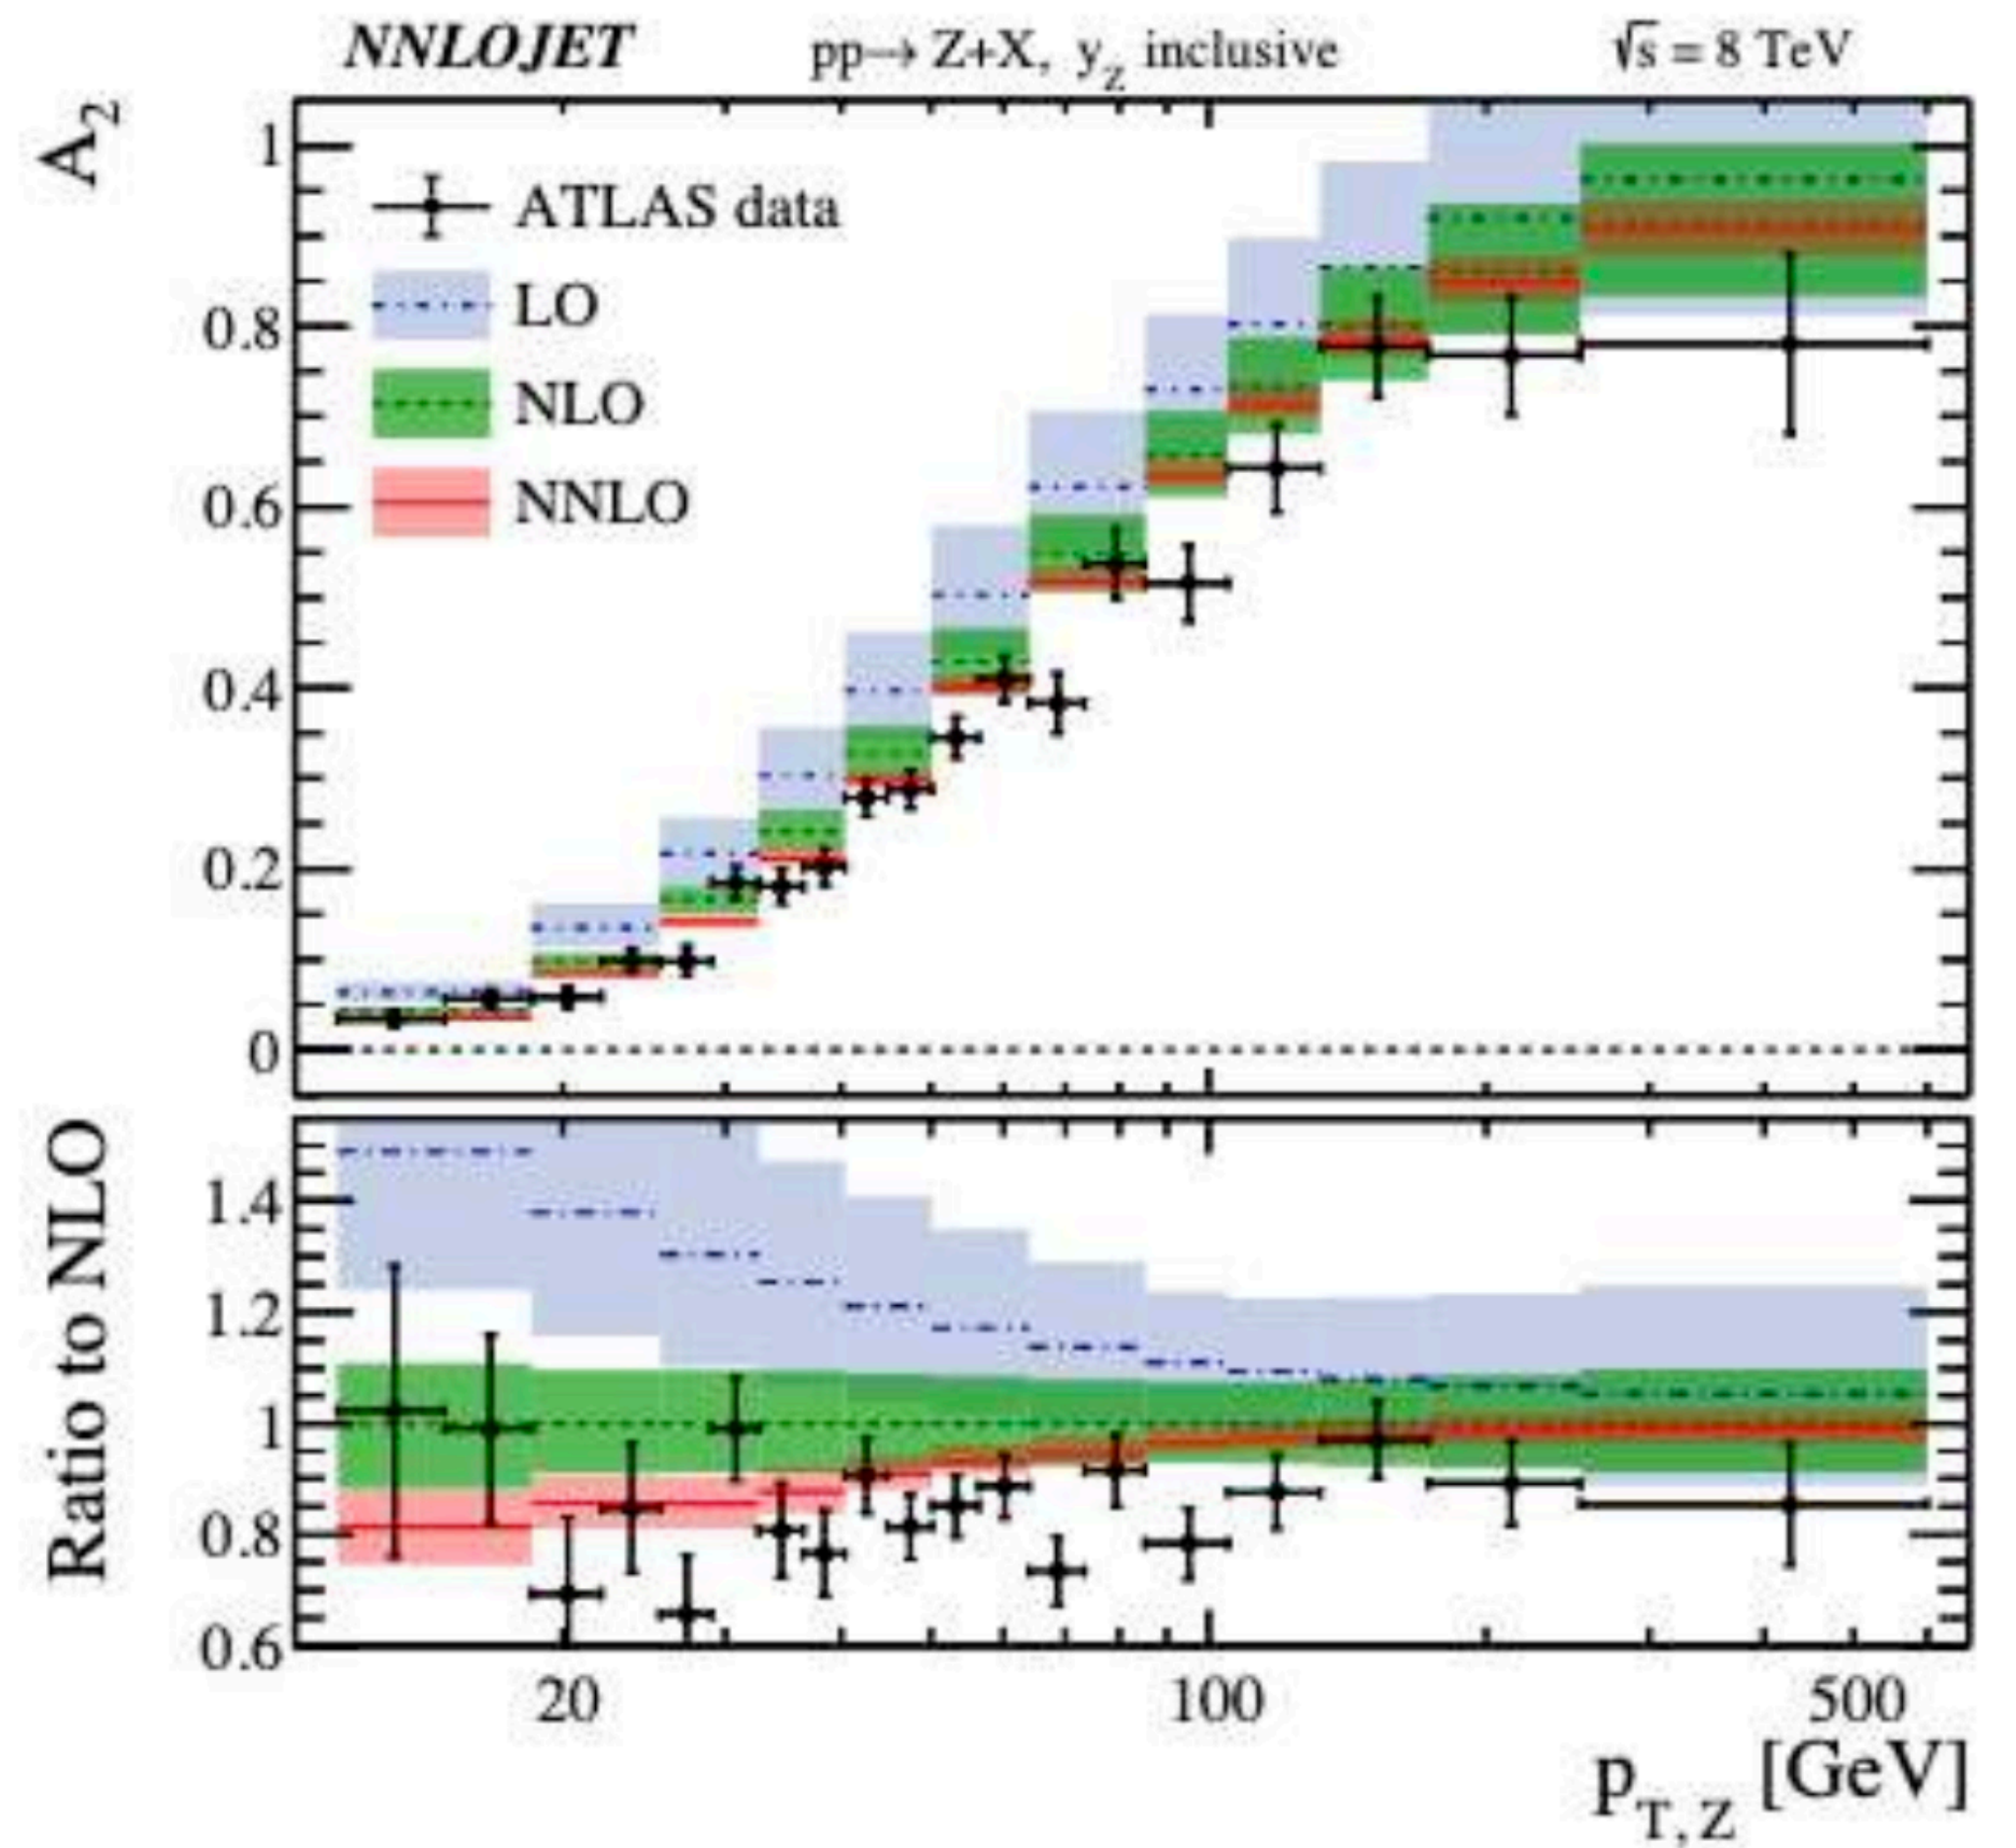 NNLOJET pp→ Z+X, y_Z inclusive √s = 8 TeV
A₂
1
0.8
0.6
0.4
0.2
0
ATLAS data
LO
NLO
NNLO
Ratio to NLO
1.4
1.2
1
0.8
0.6
20 100 500
p_T, Z [GeV]